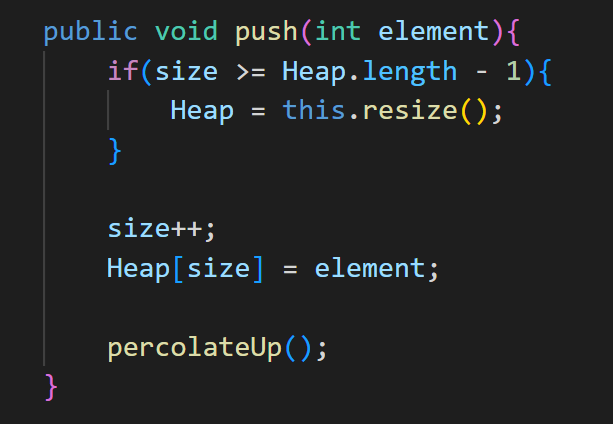 public void push(int element){
    if(size >= Heap.length - 1){
        Heap = this.resize();
    }

    size++;
    Heap[size] = element;

    percolateUp();
}